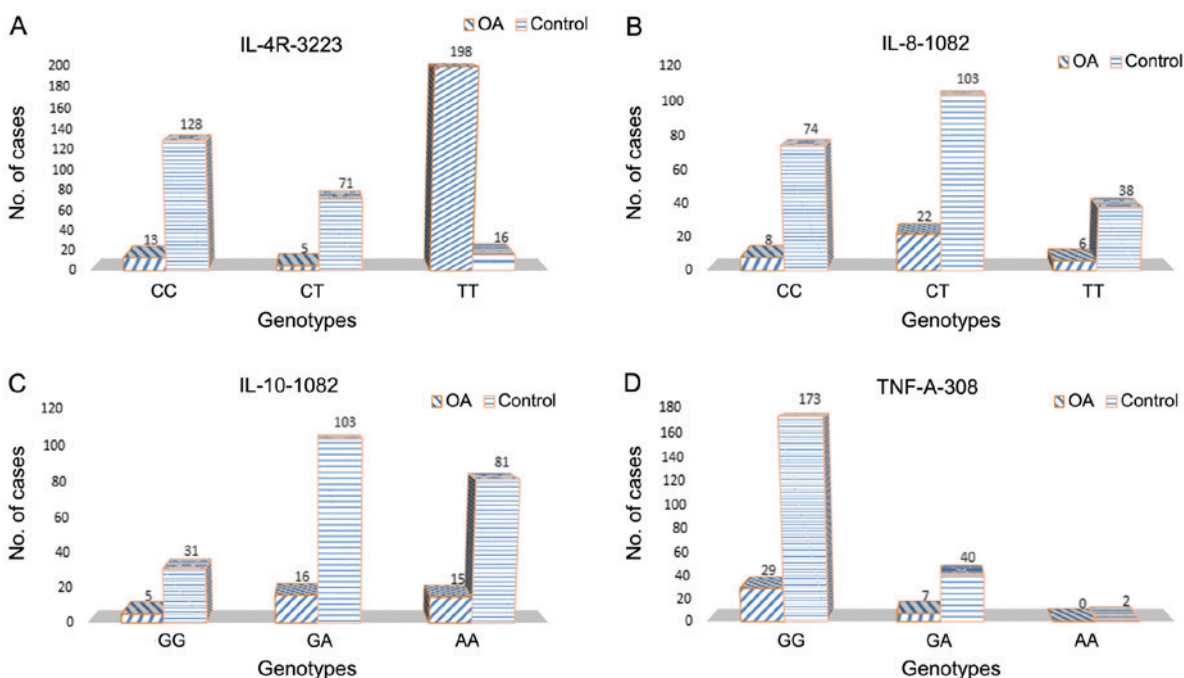 A
IL-4R-3223
OA Control
No. of cases
200
180
160
140
120
100
80
60
40
20
0
13 128
5 71
198 16
CC CT TT
Genotypes
B
IL-8-1082
OA Control
No. of cases
120
100
80
60
40
20
0
8 74
22 103
6 38
CC CT TT
Genotypes
C
IL-10-1082
OA Control
No. of cases
120
100
80
60
40
20
0
5 31
16 103
15 81
GG GA AA
Genotypes
D
TNF-A-308
OA Control
No. of cases
180
160
140
120
100
80
60
40
20
0
29 173
7 40
0 2
GG GA AA
Genotypes